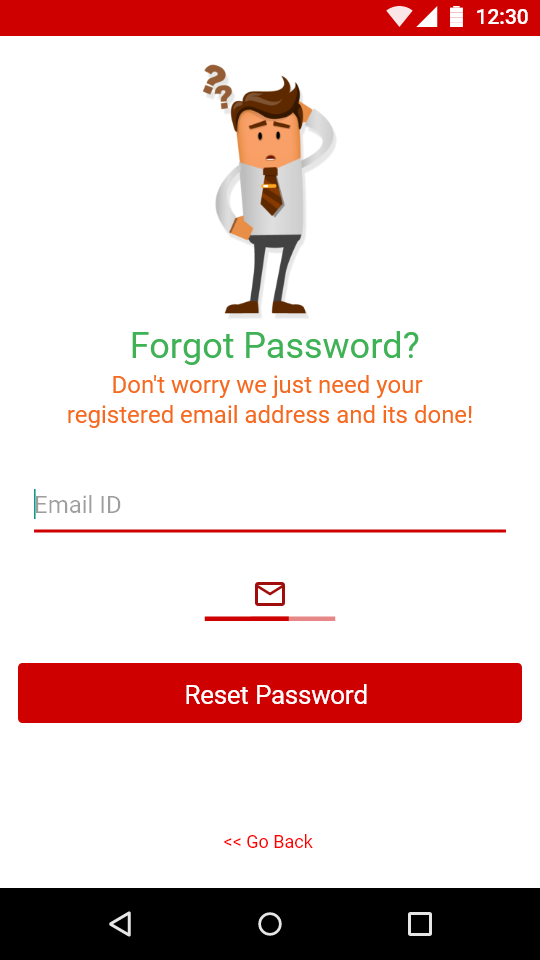 12:30
??
Forgot Password?
Don't worry we just need your
registered email address and its done!
Email ID
Reset Password
<< Go Back